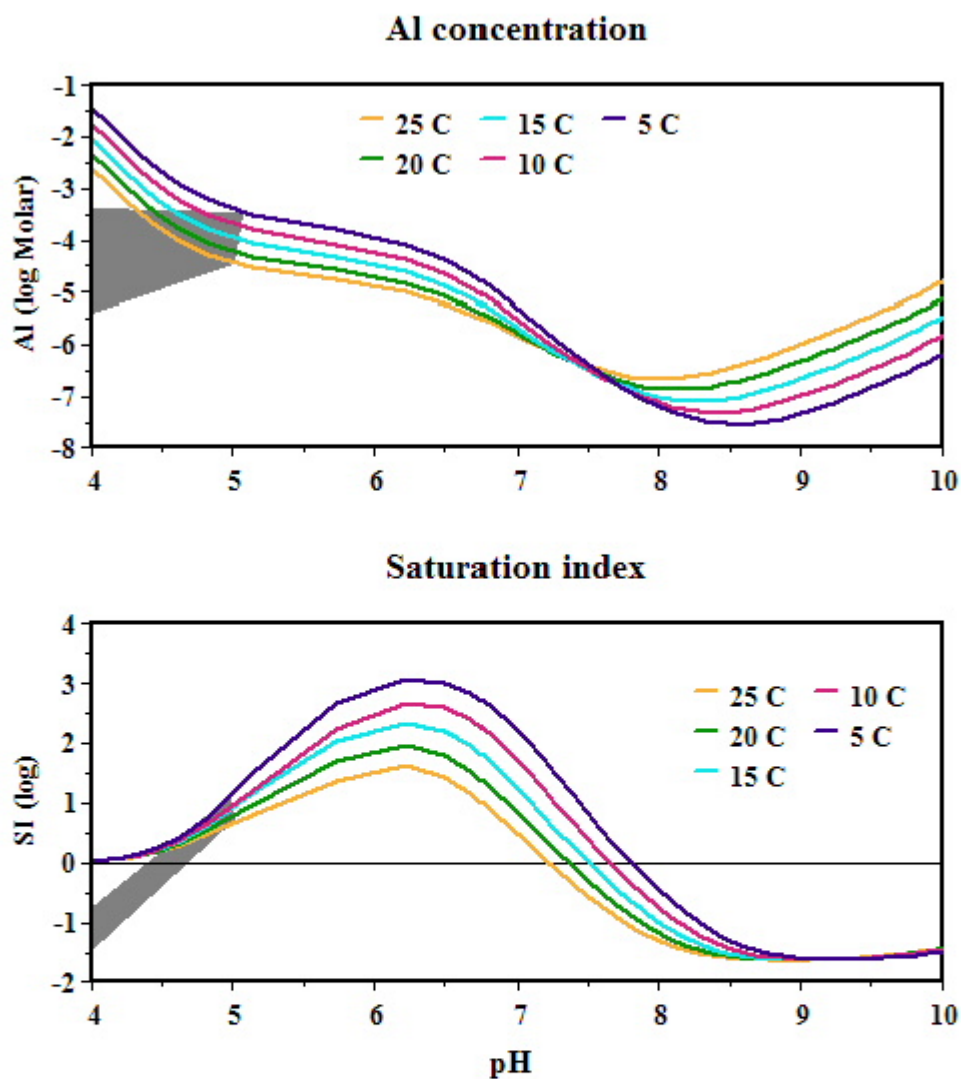 Al concentration
Al (log Molar)
-1
-2
-3
-4
-5
-6
-7
-8
25 C 15 C 5 C
20 C 10 C
4 5 6 7 8 9 10
Saturation index
SI (log)
4
3
2
1
0
-1
-2
25 C 10 C
20 C 5 C
15 C
4 5 6 7 8 9 10
pH